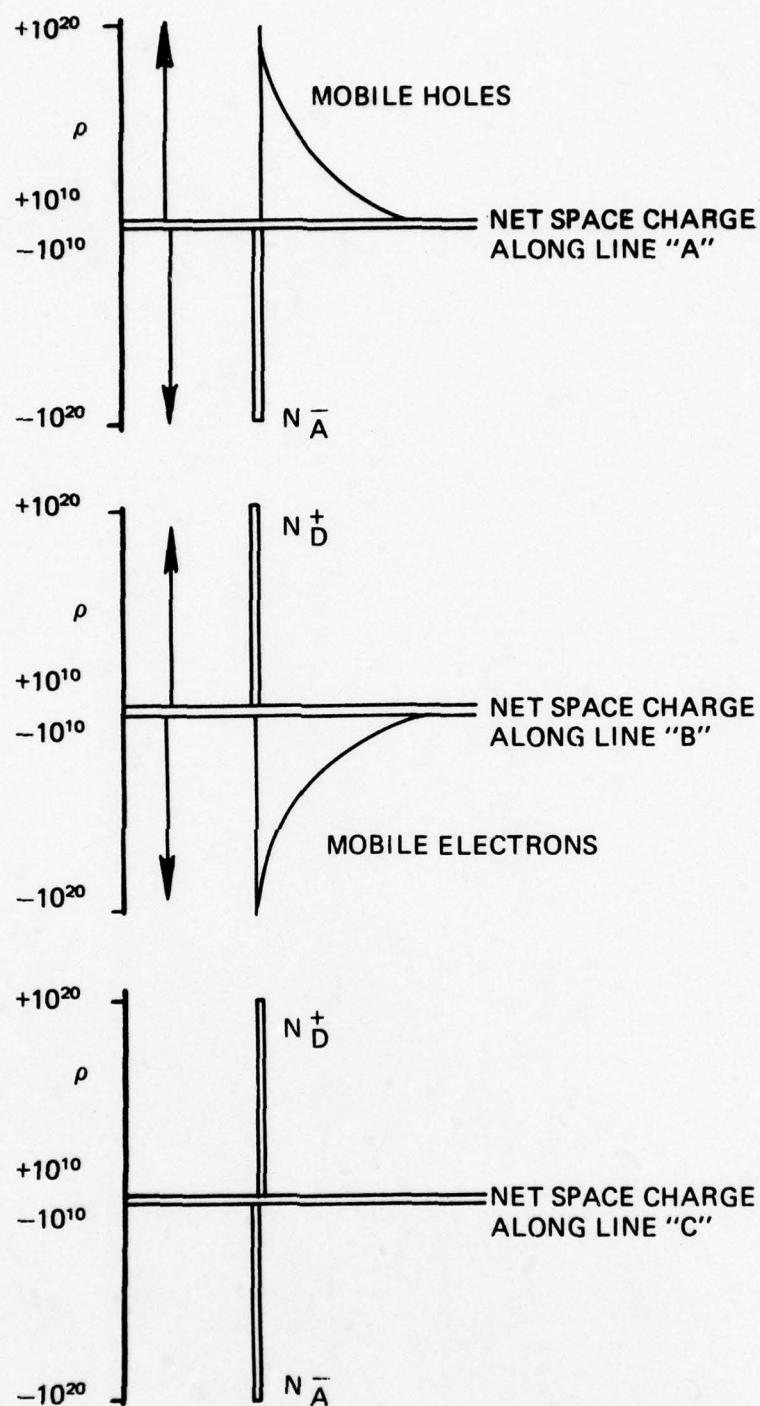 +10²⁰
MOBILE HOLES
ρ
+10¹⁰
NET SPACE CHARGE
−10¹⁰
ALONG LINE "A"
−10²⁰
N A̅
+10²⁰
N D⁺
ρ
+10¹⁰
NET SPACE CHARGE
−10¹⁰
ALONG LINE "B"
MOBILE ELECTRONS
−10²⁰
+10²⁰
N D⁺
ρ
+10¹⁰
NET SPACE CHARGE
−10¹⁰
ALONG LINE "C"
−10²⁰
N A̅